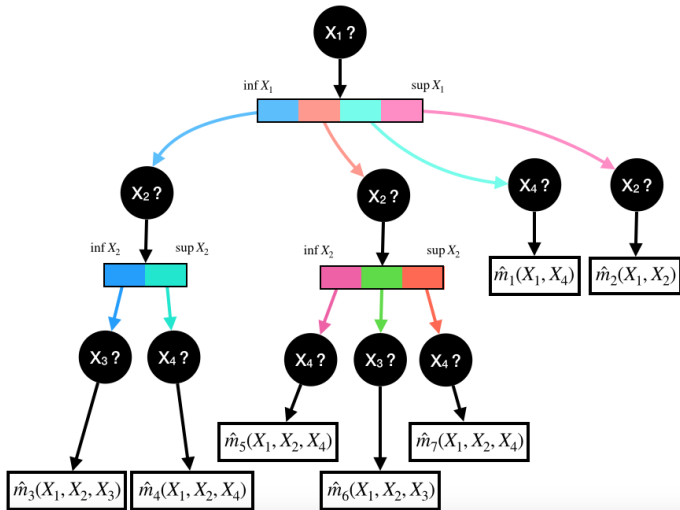 X₁ ?
inf X₁ sup X₁
X₂ ? X₂ ? X₄ ? X₂ ?
inf X₂ sup X₂ inf X₂ sup X₂
m̂₁(X₁, X₄) m̂₂(X₁, X₂)
X₃ ? X₄ ? X₄ ? X₃ ? X₄ ?
m̂₅(X₁, X₂, X₄) m̂₇(X₁, X₂, X₄)
m̂₃(X₁, X₂, X₃) m̂₄(X₁, X₂, X₄) m̂₆(X₁, X₂, X₃)